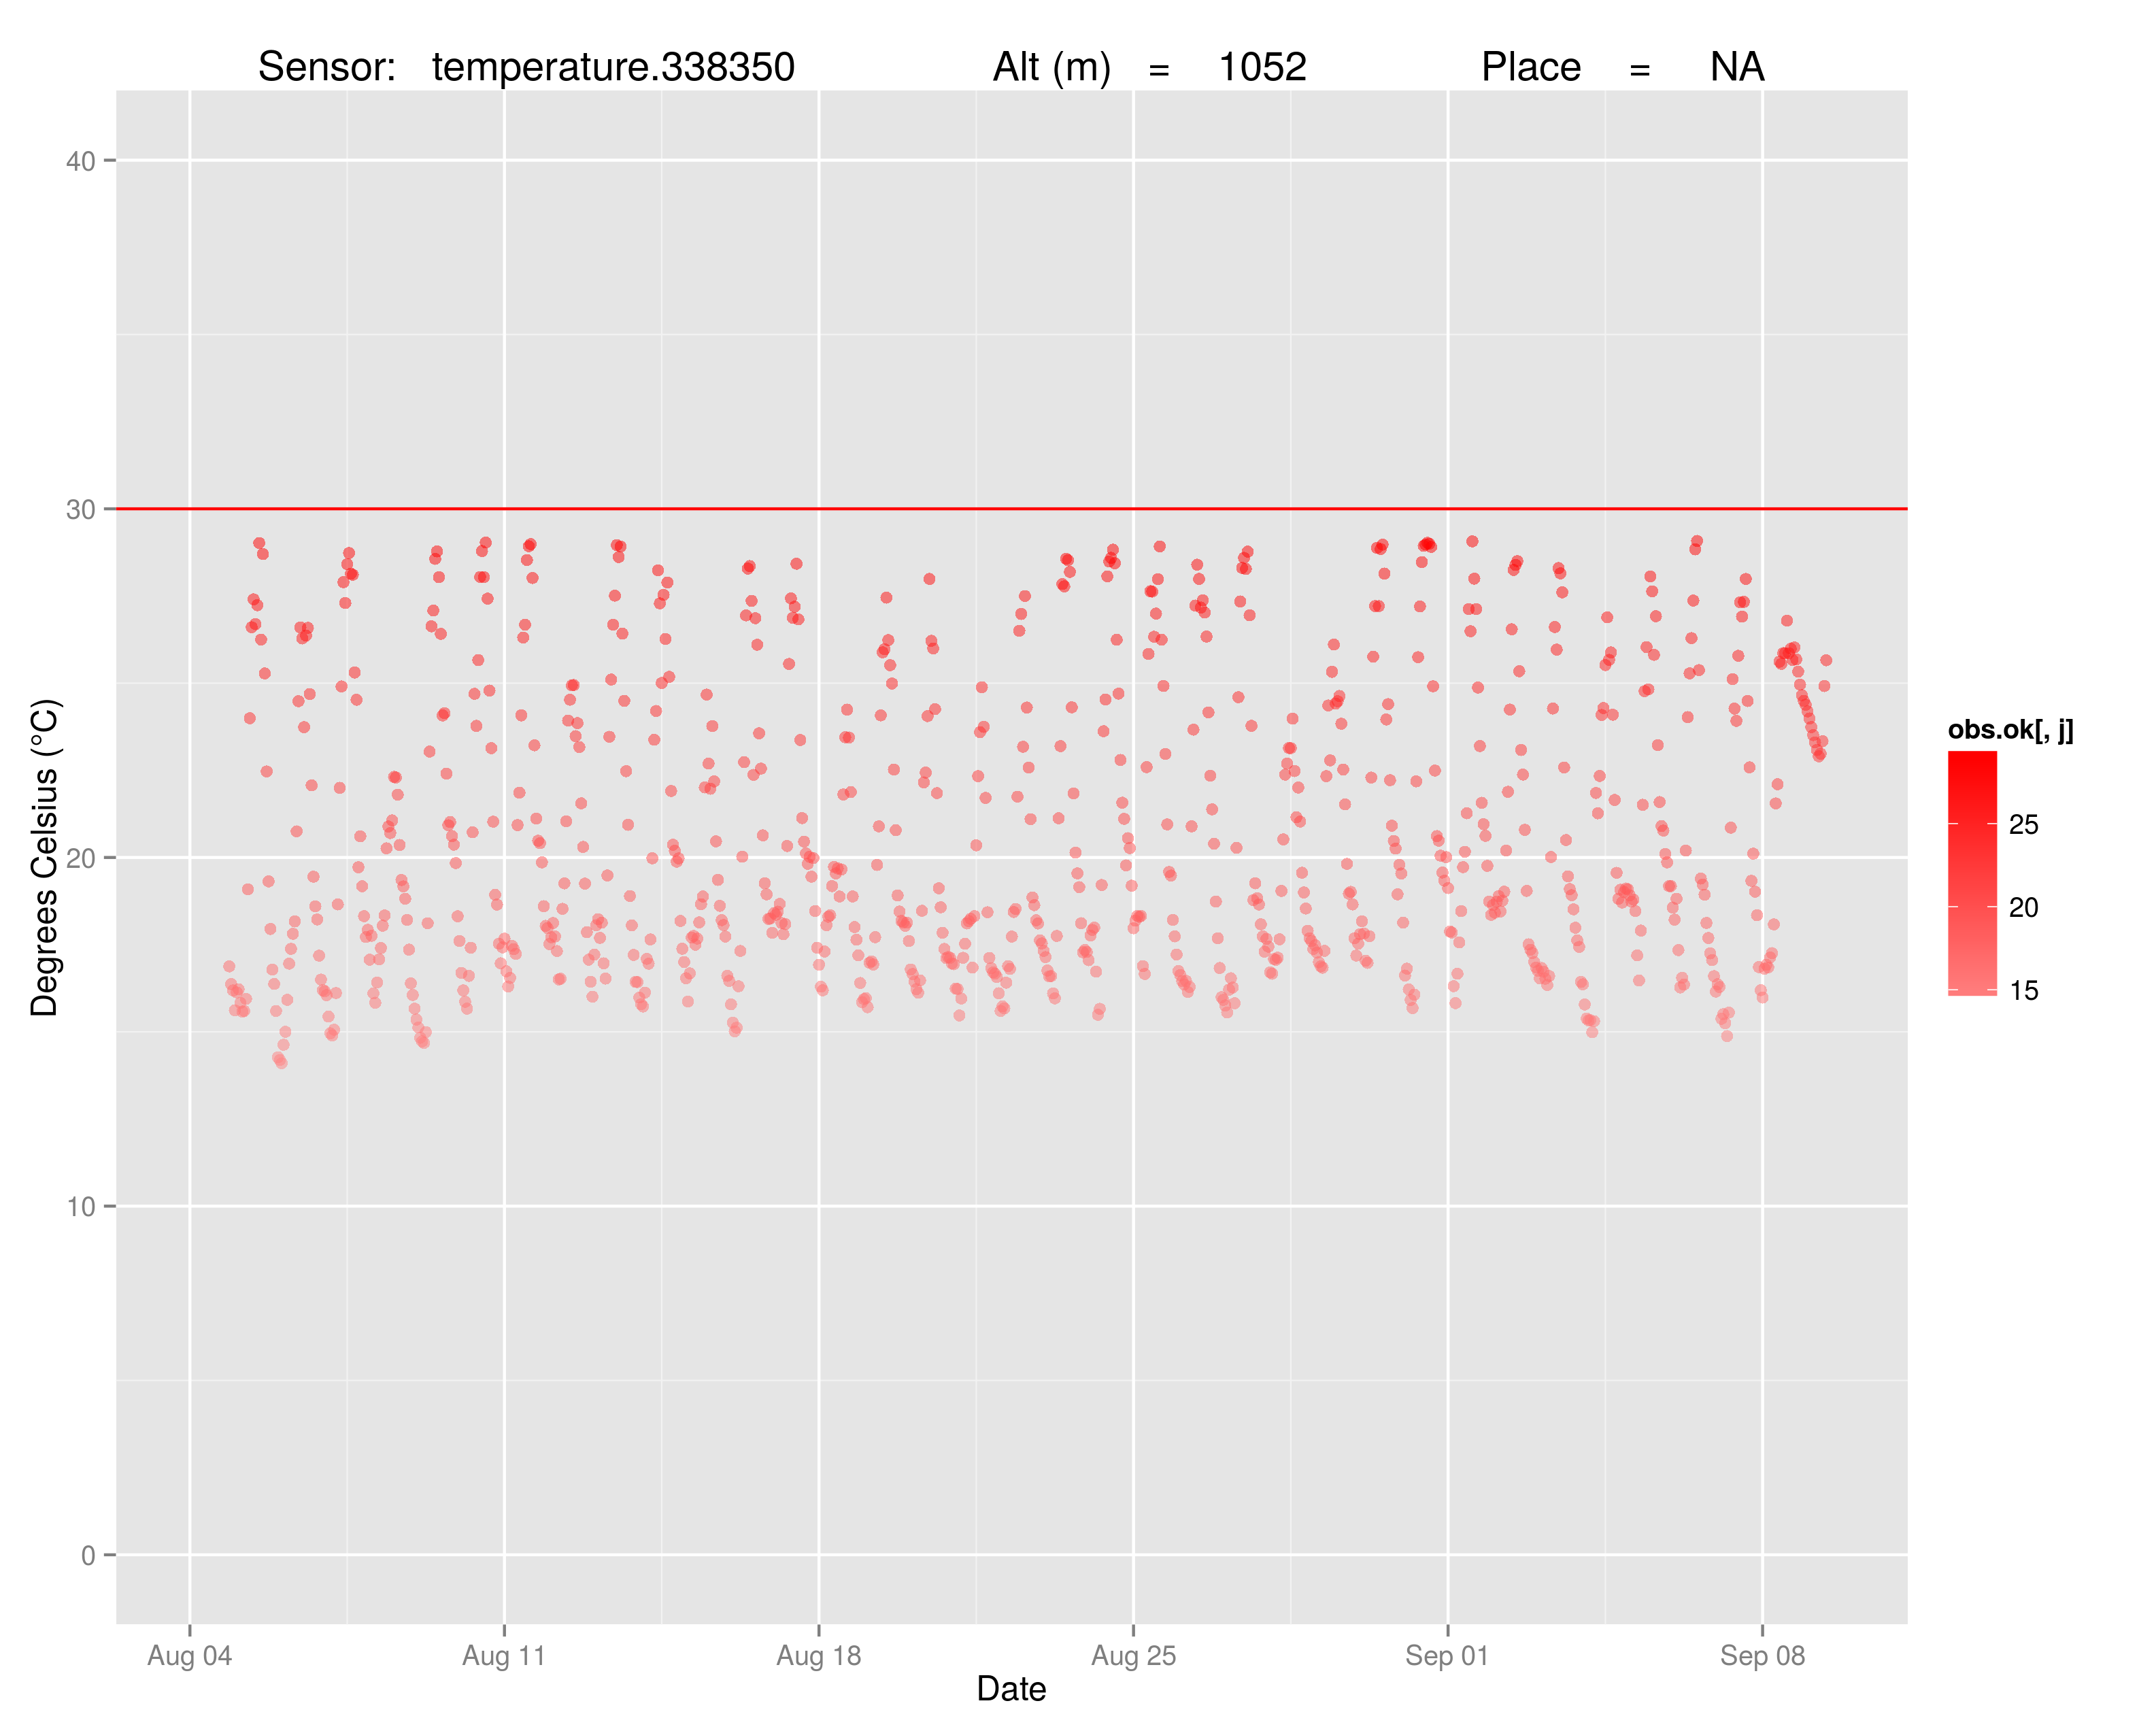 Sensor: temperature.338350 Alt (m) = 1052 Place = NA
40
30
20
10
0
Degrees Celsius (°C)
Aug 04 Aug 11 Aug 18 Aug 25 Sep 01 Sep 08
Date
obs.ok[, j]
25
20
15